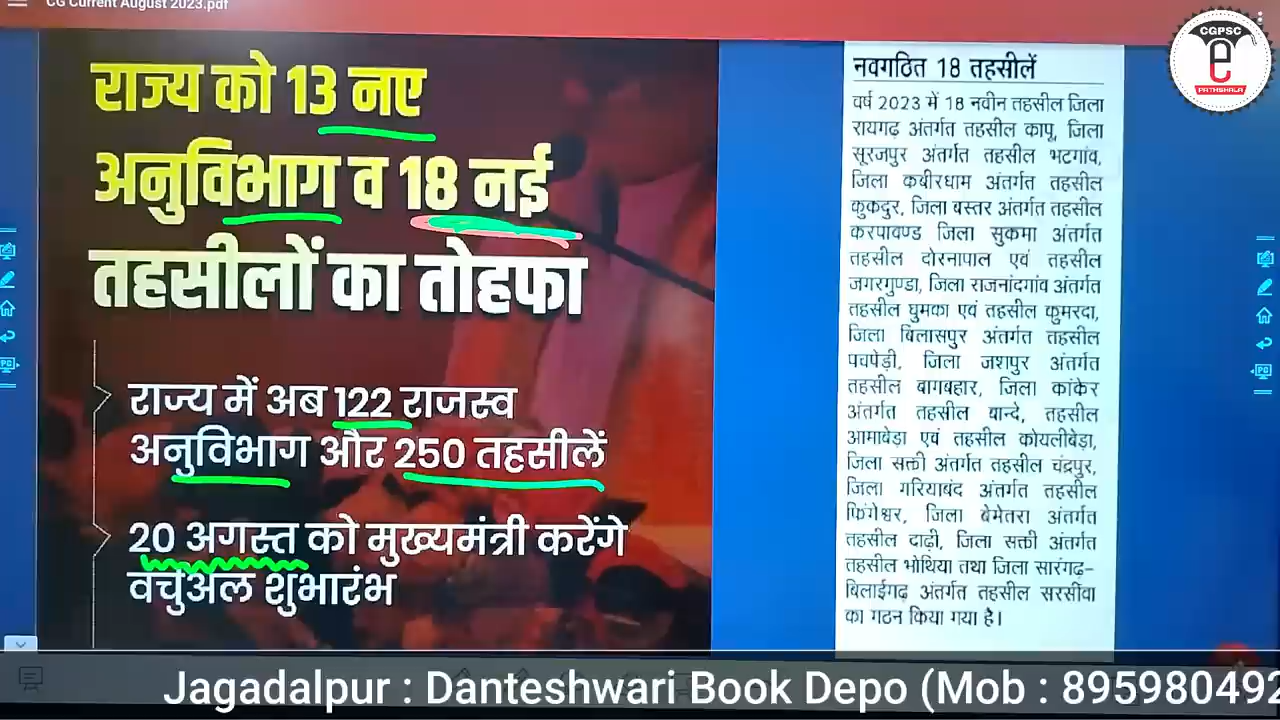 CG Current August 2023.pdf
CGPSC
e
PATHSHALA
राज्य को 13 नए
अनुविभाग व 18 नई
तहसीलों का तोहफा
राज्य में अब 122 राजस्व
अनुविभाग और 250 तहसीलें
20 अगस्त को मुख्यमंत्री करेंगे
वर्चुअल शुभारंभ
नवगठित 18 तहसीलें
वर्ष 2023 में 18 नवीन तहसील जिला
रायगढ़ अंतर्गत तहसील कापू, जिला
सूरजपुर अंतर्गत तहसील भटगांव,
जिला कबीरधाम अंतर्गत तहसील
कुकदुर, जिला बस्तर अंतर्गत तहसील
करपावण्ड जिला सुकमा अंतर्गत
तहसील दोरनापाल एवं तहसील
जगरगुण्डा, जिला राजनांदगांव अंतर्गत
तहसील घुमका एवं तहसील कुमरदा,
जिला बिलासपुर अंतर्गत तहसील
पचपेड़ी, जिला जशपुर अंतर्गत
तहसील बागबहार, जिला कांकेर
अंतर्गत तहसील बान्दे, तहसील
आमाबेड़ा एवं तहसील कोयलीबेड़ा,
जिला सक्ती अंतर्गत तहसील चंद्रपुर,
जिला गरियाबंद अंतर्गत तहसील
फिंगेश्वर, जिला बेमेतरा अंतर्गत
तहसील दाढ़ी, जिला सक्ती अंतर्गत
तहसील भोथिया तथा जिला सारंगढ़-
बिलाईगढ़ अंतर्गत तहसील सरसींवा
का गठन किया गया है।
Jagadalpur : Danteshwari Book Depo (Mob : 895980492